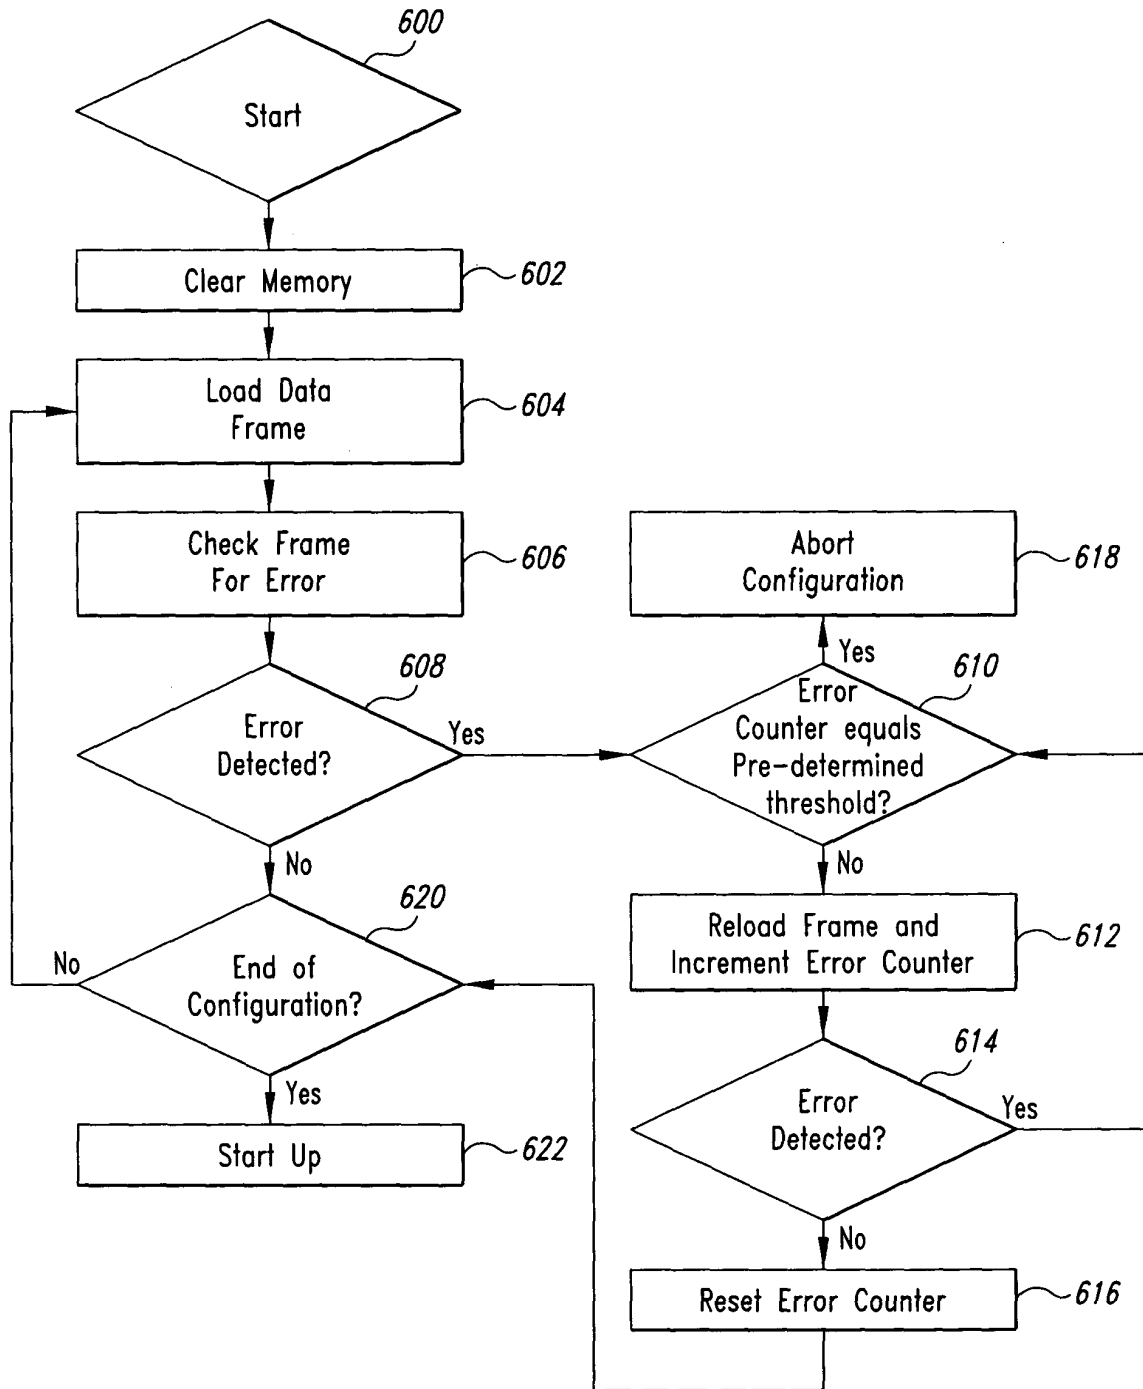 600
Start
Clear Memory
602
Load Data
Frame
604
Check Frame
For Error
606
Abort
Configuration
618
608
Error
Detected?
Yes
No
Yes
610
Error
Counter equals
Pre-determined
threshold?
No
620
End of
Configuration?
No
Yes
Reload Frame and
Increment Error Counter
612
614
Error
Detected?
Yes
No
Start Up
622
Reset Error Counter
616